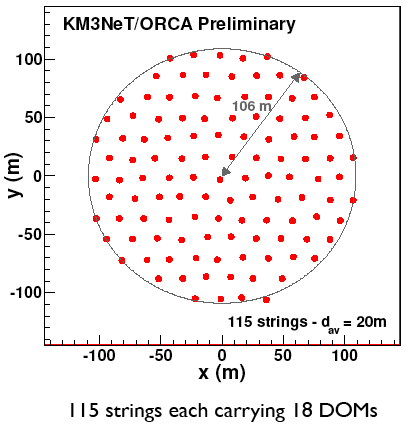 KM3NeT/ORCA Preliminary
100
50
0
-50
-100
y (m)
106 m
115 strings - dav = 20m
-100 -50 0 50 100
x (m)
115 strings each carrying 18 DOMs